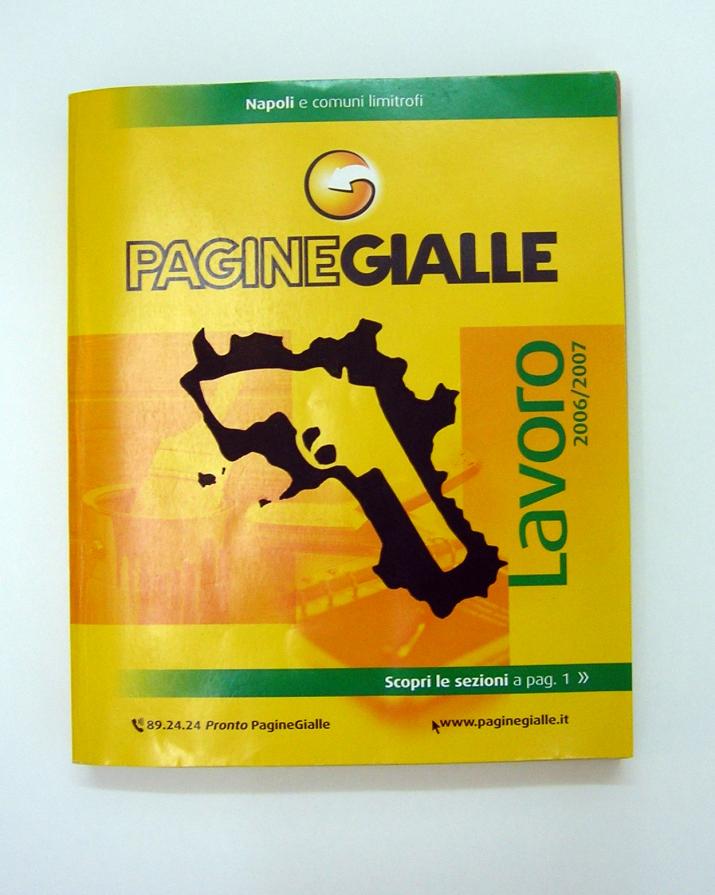 Napoli e comuni limitrofi
PAGINEGIALLE
Lavoro
2006/2007
Scopri le sezioni a pag. 1 »
89.24.24 Pronto PagineGialle
www.paginegialle.it